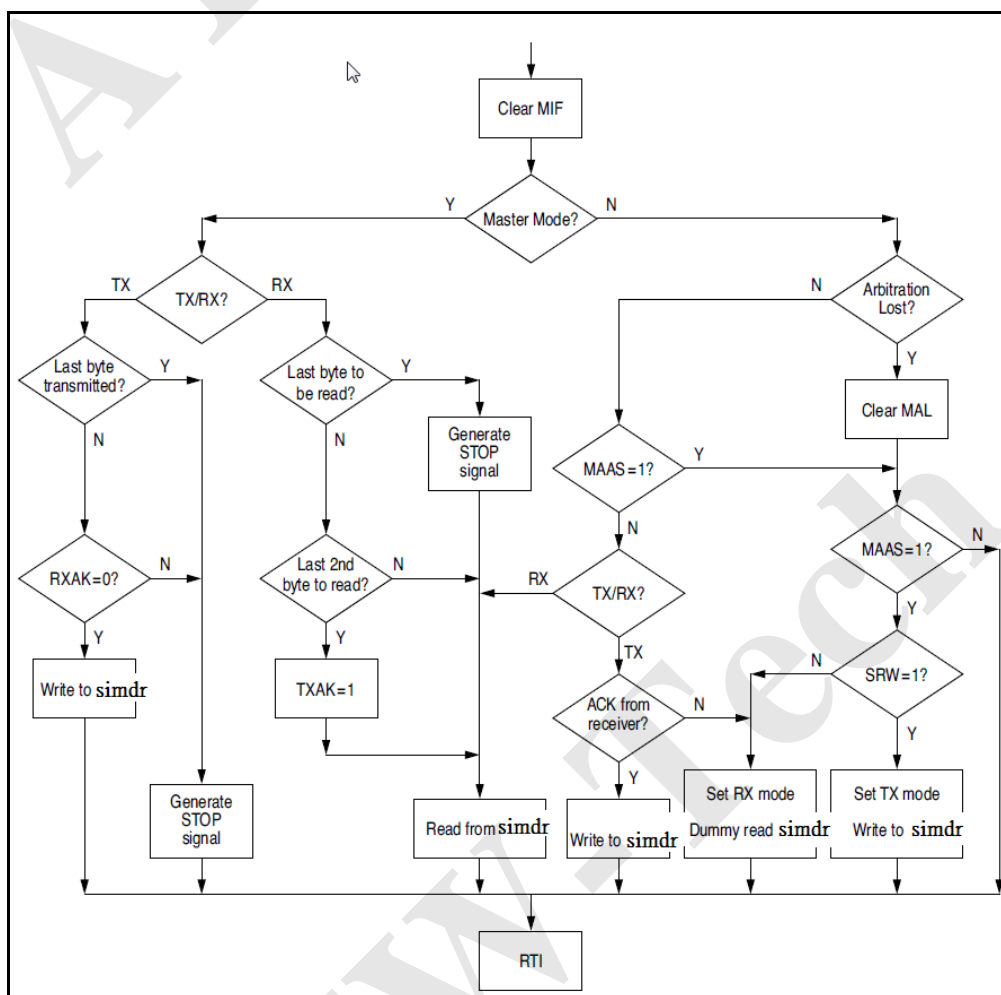 Clear MIF
Y
Master Mode?
N
TX
TX/RX?
RX
N
Arbitration
Lost?
Y
Last byte
transmitted?
Y
Last byte to
be read?
Y
Clear MAL
N
N
Generate
STOP
signal
MAAS=1?
Y
N
MAAS=1?
N
RXAK=0?
N
Last 2nd
byte to read?
N
RX
TX/RX?
Y
Y
Y
TX
N
SRW=1?
Write to simdr
TXAK=1
ACK from
receiver?
N
Y
Y
Generate
STOP
signal
Read from simdr
Write to simdr
Set RX mode
Dummy read simdr
Set TX mode
Write to simdr
RTI
W-Tech